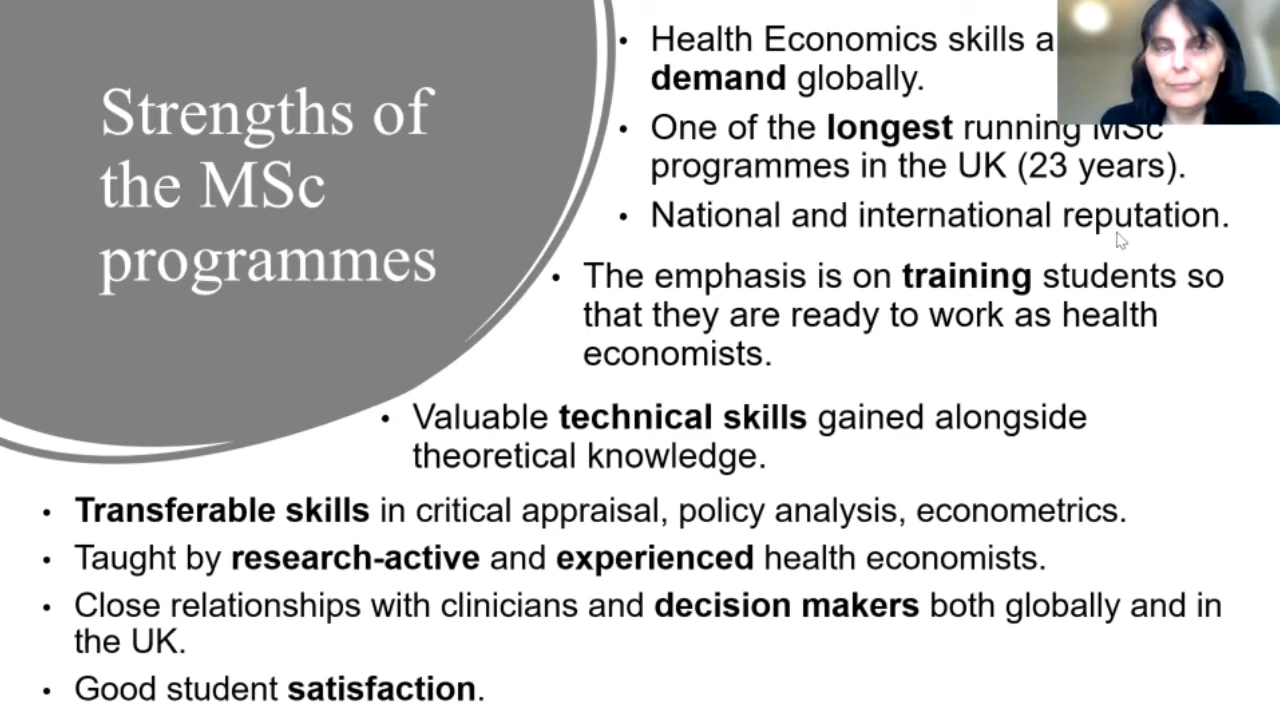 Strengths of
the MSc
programmes
Health Economics skills a
demand globally.
One of the longest running MSc
programmes in the UK (23 years).
National and international reputation.
The emphasis is on training students so
that they are ready to work as health
economists.
Valuable technical skills gained alongside
theoretical knowledge.
Transferable skills in critical appraisal, policy analysis, econometrics.
Taught by research-active and experienced health economists.
Close relationships with clinicians and decision makers both globally and in
the UK.
Good student satisfaction.